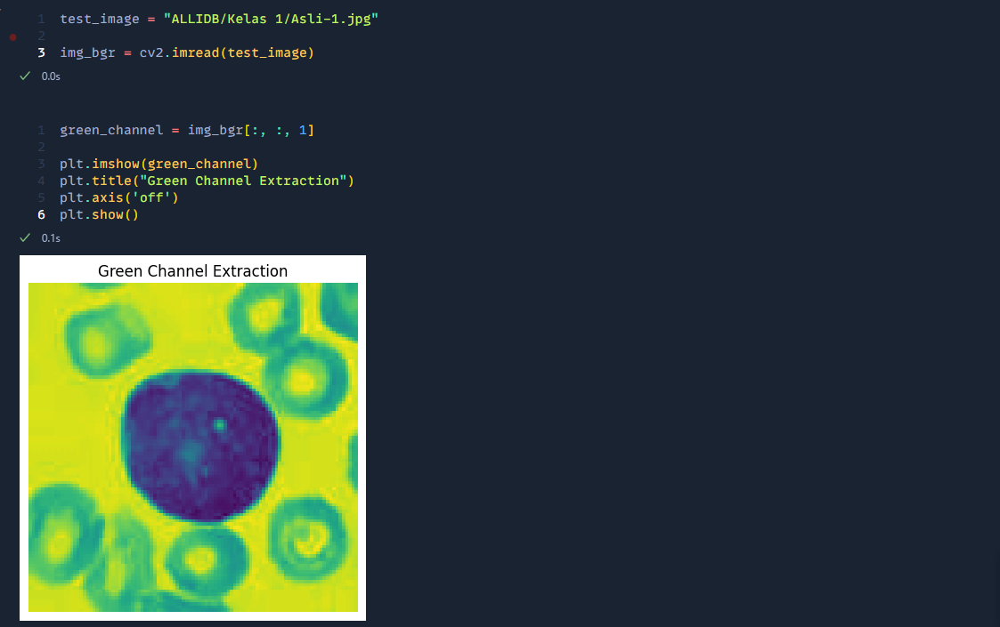 1 test_image = "ALLIDB/Kelas 1/Asli-1.jpg"
2
3 img_bgr = cv2.imread(test_image)
0.0s
1 green_channel = img_bgr[:, :, 1]
2
3 plt.imshow(green_channel)
4 plt.title("Green Channel Extraction")
5 plt.axis('off')
6 plt.show()
0.1s
Green Channel Extraction